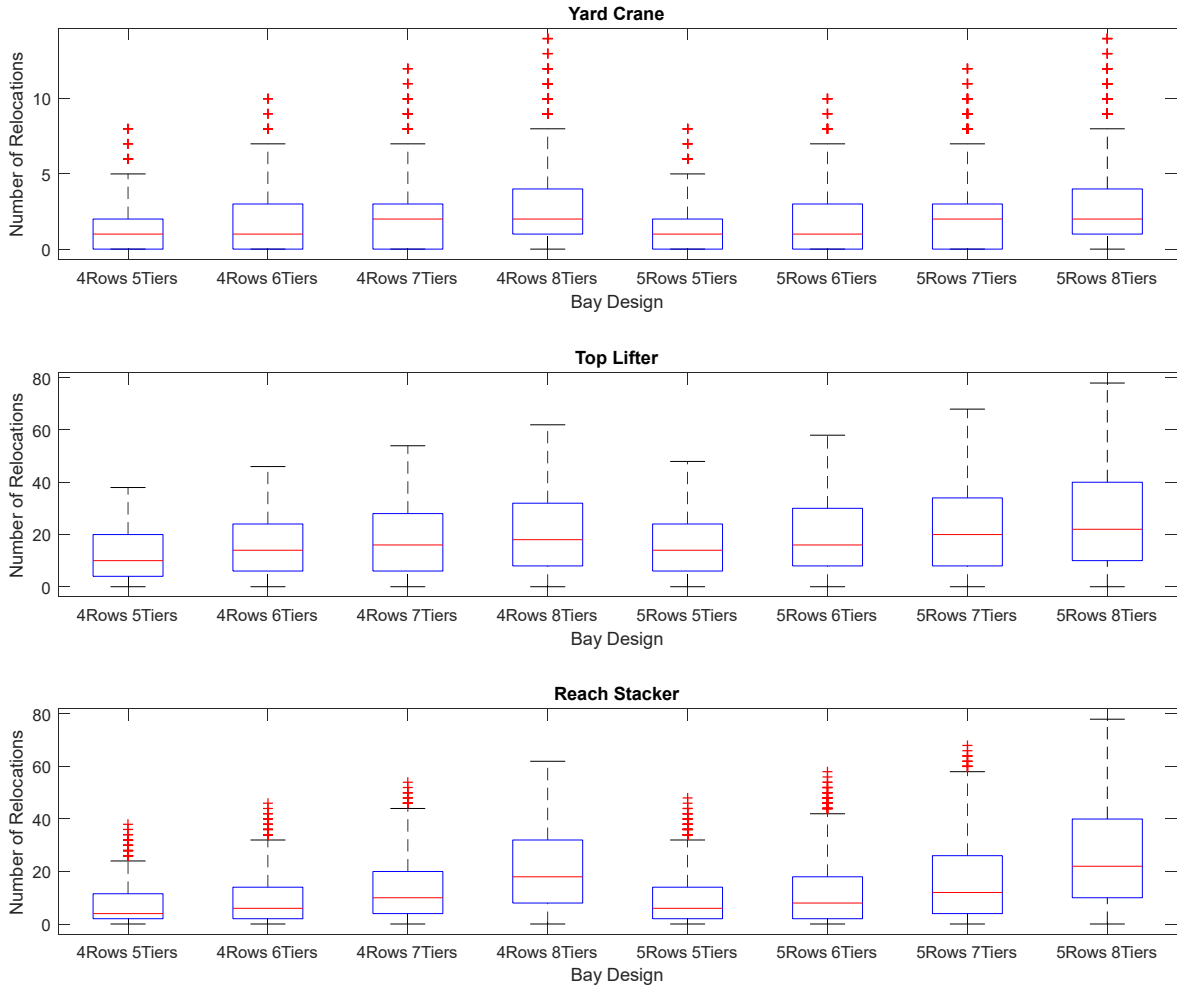 Yard Crane
Number of Relocations
10
5
0
4Rows 5Tiers 4Rows 6Tiers 4Rows 7Tiers 4Rows 8Tiers 5Rows 5Tiers 5Rows 6Tiers 5Rows 7Tiers 5Rows 8Tiers
Bay Design
Top Lifter
Number of Relocations
80
60
40
20
0
4Rows 5Tiers 4Rows 6Tiers 4Rows 7Tiers 4Rows 8Tiers 5Rows 5Tiers 5Rows 6Tiers 5Rows 7Tiers 5Rows 8Tiers
Bay Design
Reach Stacker
Number of Relocations
80
60
40
20
0
4Rows 5Tiers 4Rows 6Tiers 4Rows 7Tiers 4Rows 8Tiers 5Rows 5Tiers 5Rows 6Tiers 5Rows 7Tiers 5Rows 8Tiers
Bay Design